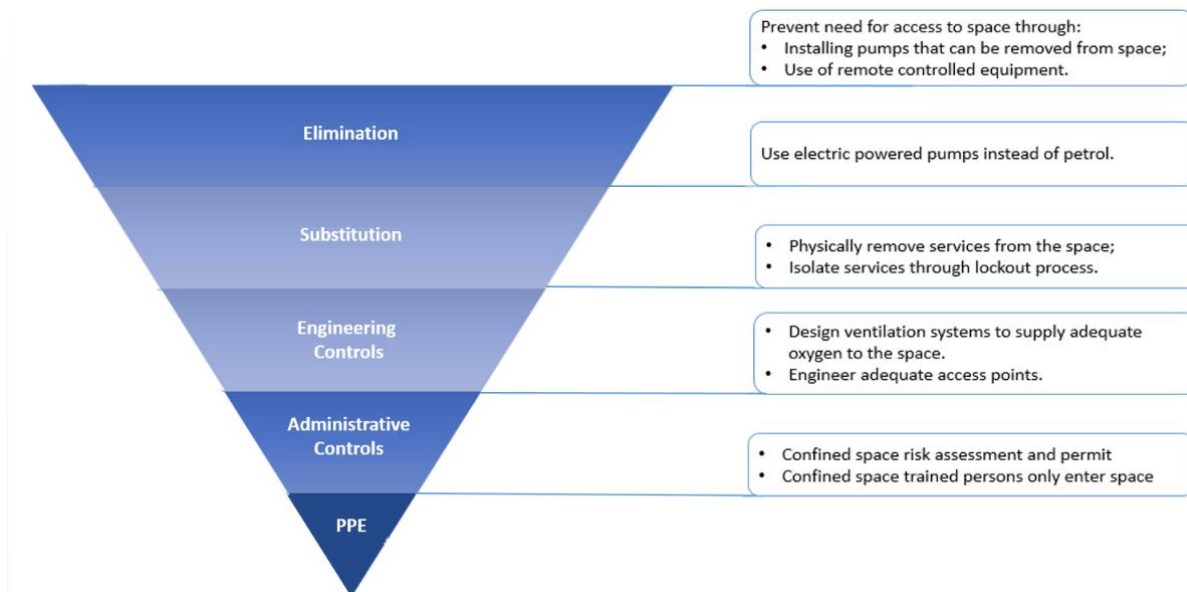 Prevent need for access to space through:
• Installing pumps that can be removed from space;
• Use of remote controlled equipment.
Elimination
Use electric powered pumps instead of petrol.
Substitution
• Physically remove services from the space;
• Isolate services through lockout process.
Engineering
Controls
• Design ventilation systems to supply adequate
oxygen to the space.
• Engineer adequate access points.
Administrative
Controls
• Confined space risk assessment and permit
• Confined space trained persons only enter space
PPE